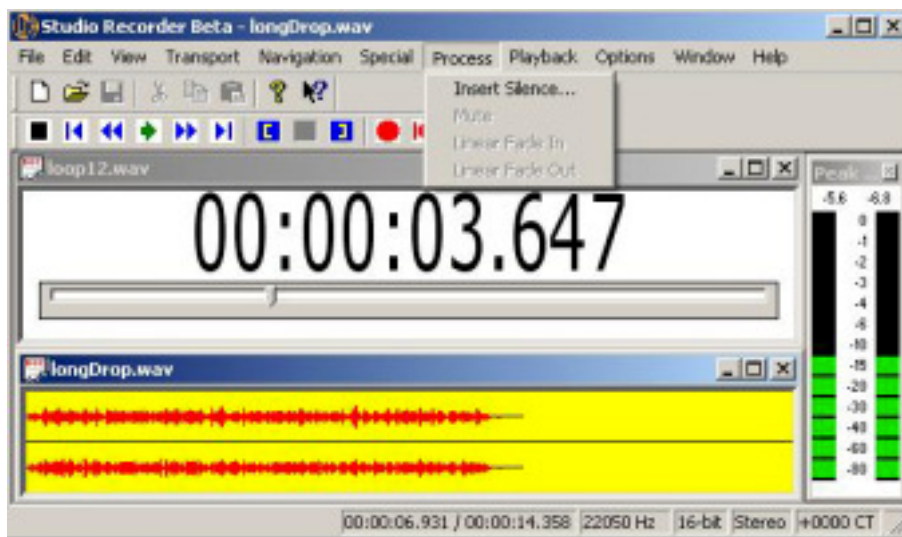 Studio Recorder Beta - longDrop.wav
File Edit View Transport Navigation Special Process Playback Options Window Help
Insert Silence...
Mute
Linear Fade In
Linear Fade Out
loop12.wav
Peak ...
-5.6 -6.8
00:00:03.647
0
-1
-2
-3
-4
-6
-10
-15
-20
-30
-40
-60
-80
longDrop.wav
00:00:06.931 / 00:00:14.358 22050 Hz 16-bit Stereo +0000 CT